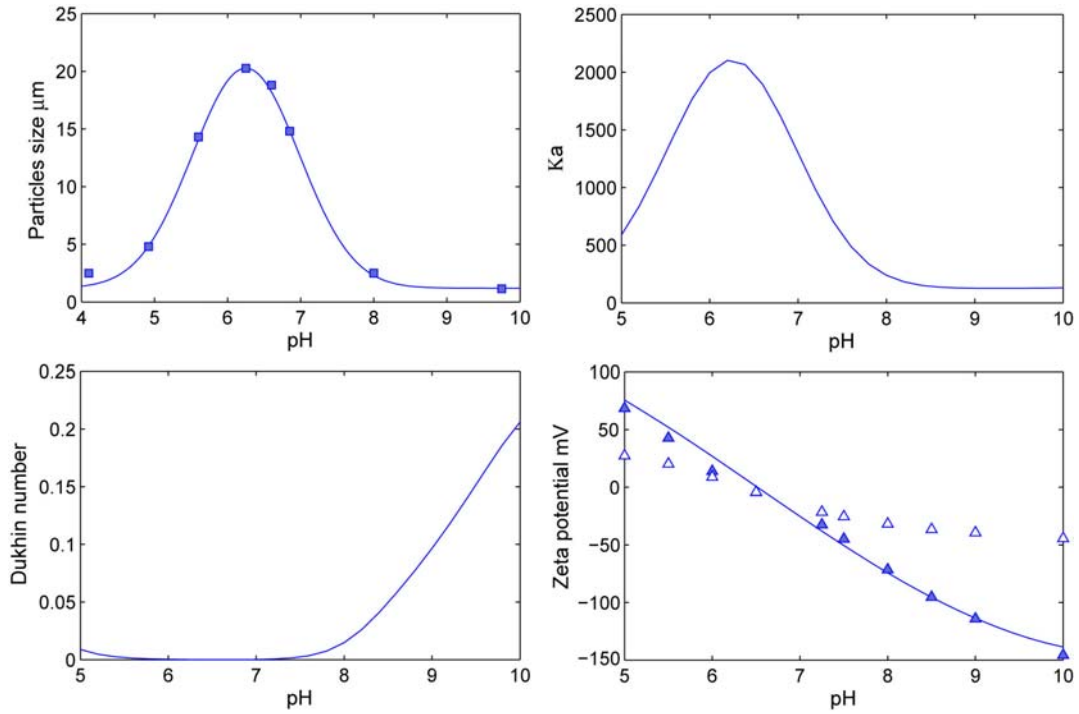 Particles size μm
25
20
15
10
5
0
4 5 6 7 8 9 10
pH
Κa
2500
2000
1500
1000
500
0
5 6 7 8 9 10
pH
Dukhin number
0.25
0.2
0.15
0.1
0.05
0
5 6 7 8 9 10
pH
Zeta potential mV
100
50
0
−50
−100
−150
5 6 7 8 9 10
pH